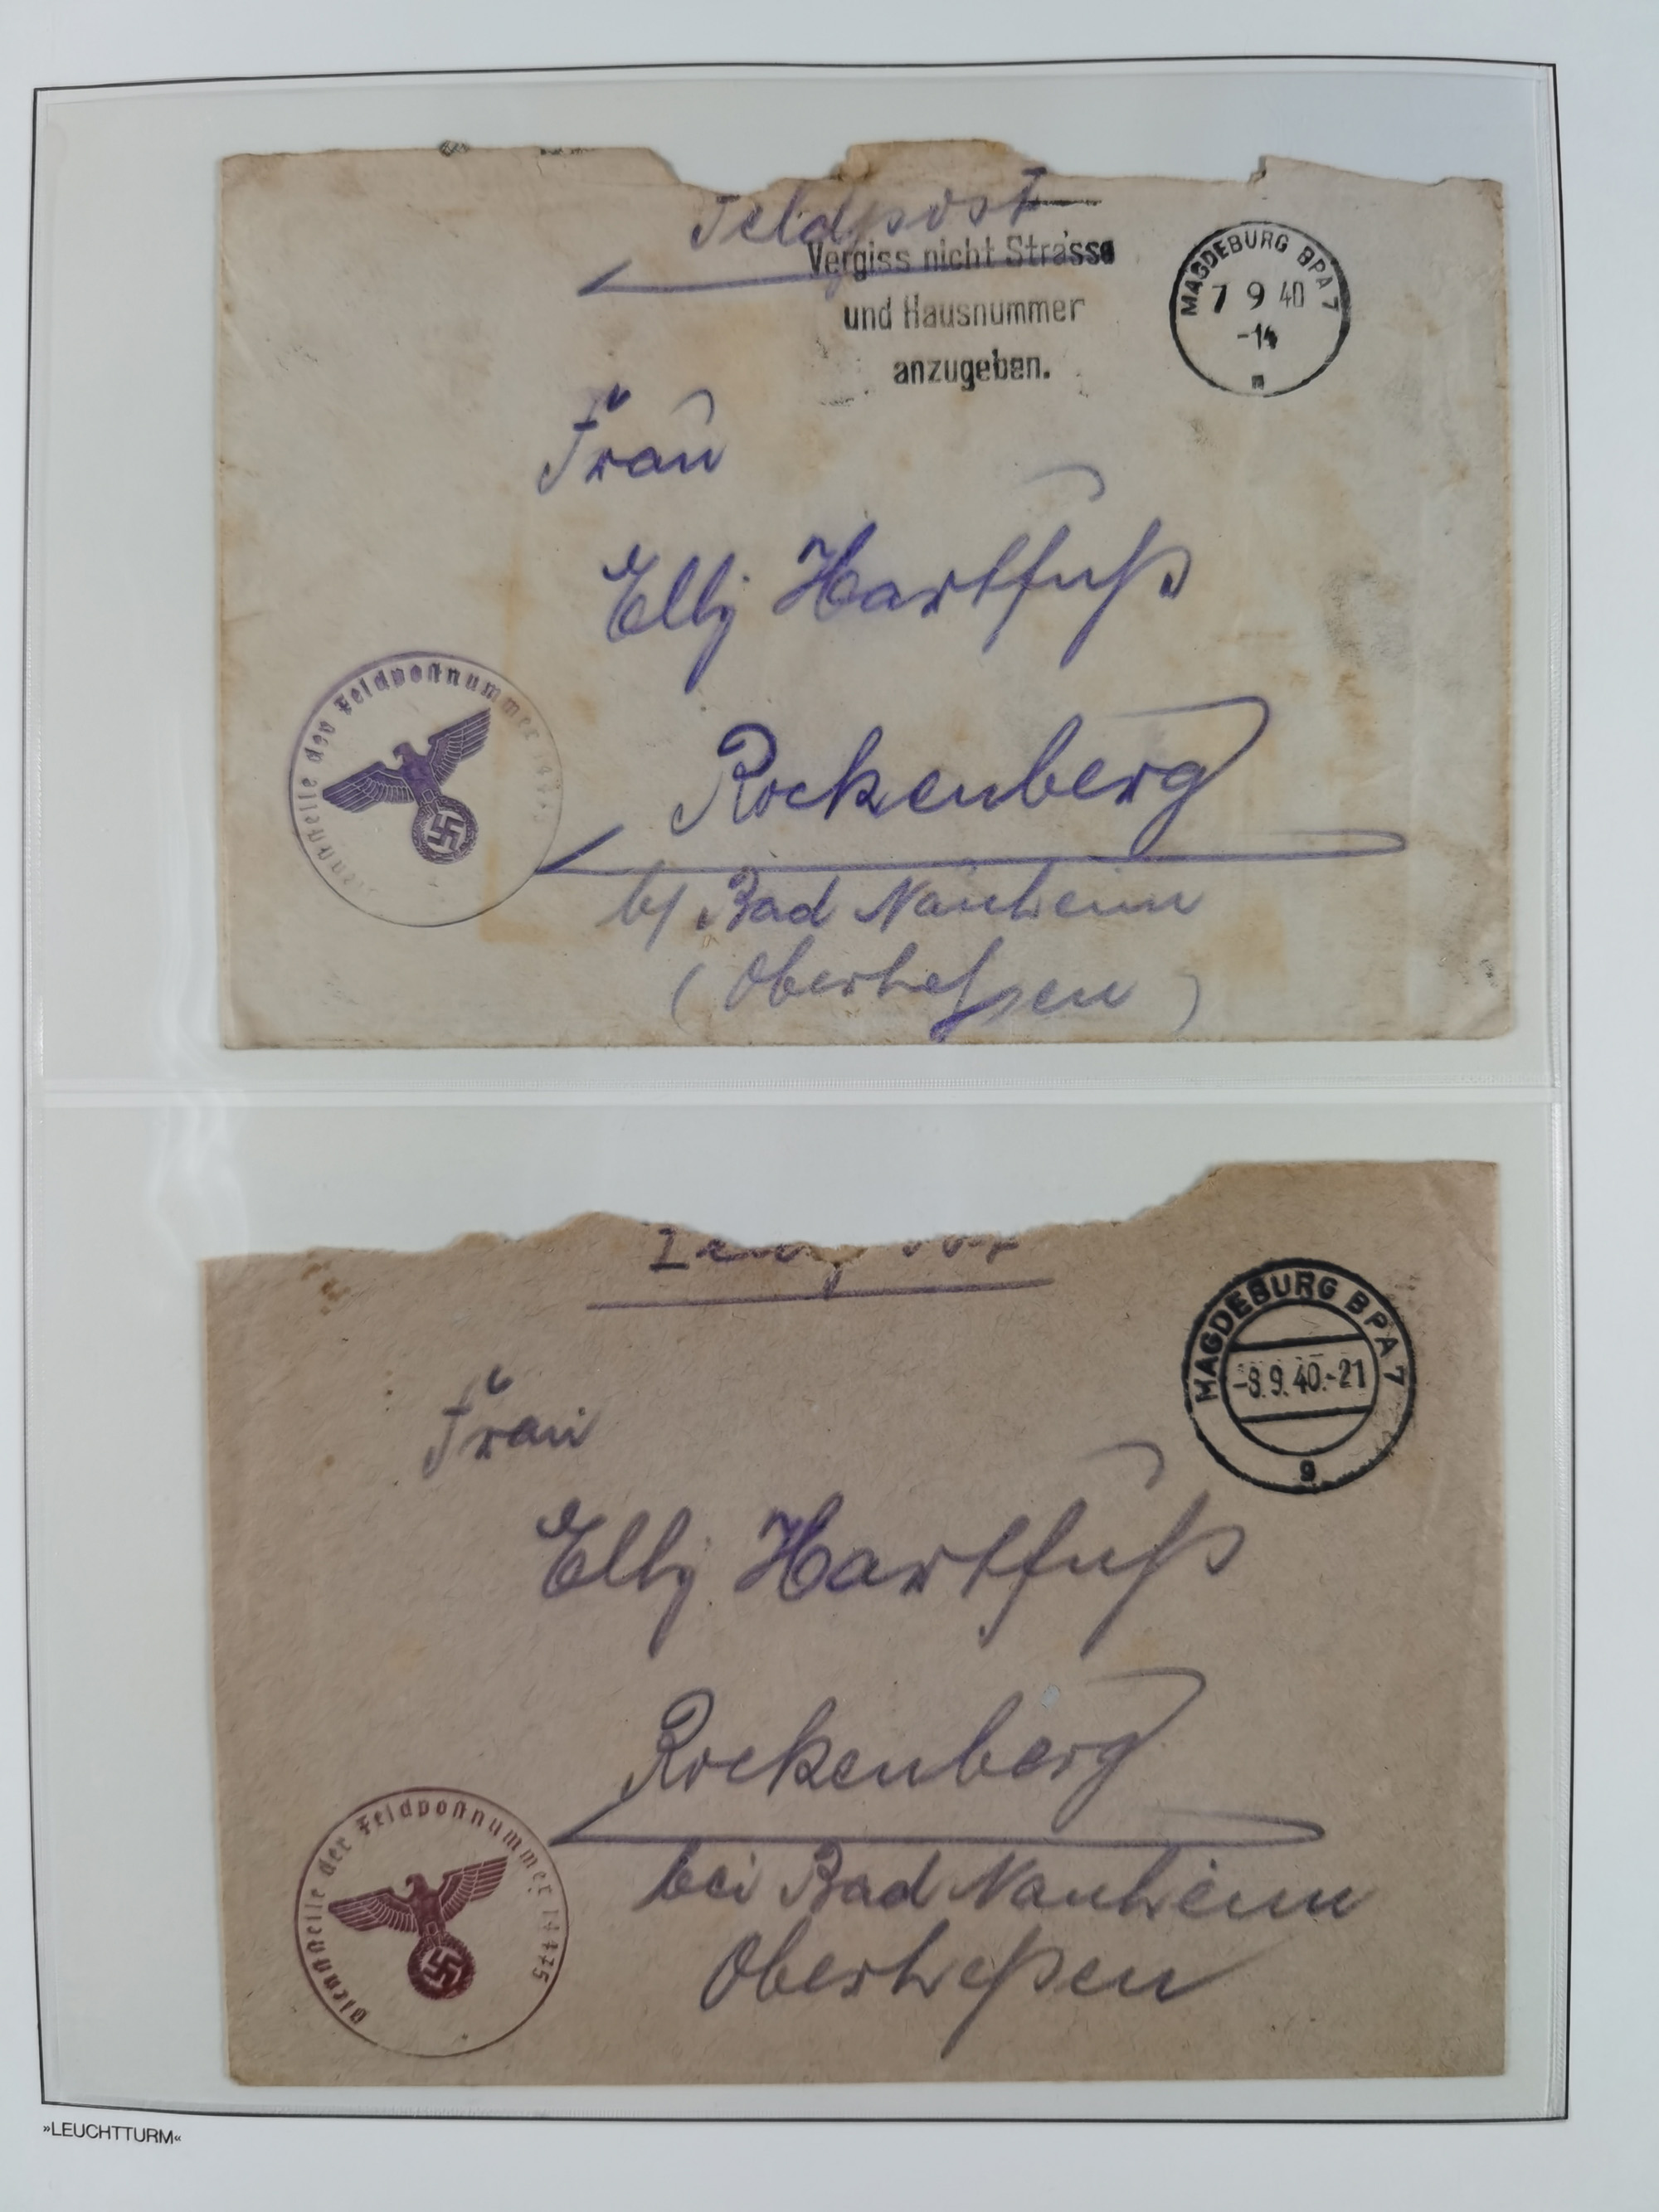 Feldpost
Vergiss nicht Strasse
und Hausnummer
anzugeben.
MAGDEBURG BPA 7
7 9 40
-14
m
Frau
Elly Hartfuß
Rockenberg
b/ Bad Nauheim
(Oberhessen)
der Feldpostnummer
MAGDEBURG BPA 7
-8.9.40.-21
g
Frau
Elly Hartfuß
Rockenberg
bei Bad Nauheim
Oberheßen
Dienststelle der Feldpostnummer 14475
»LEUCHTTURM«